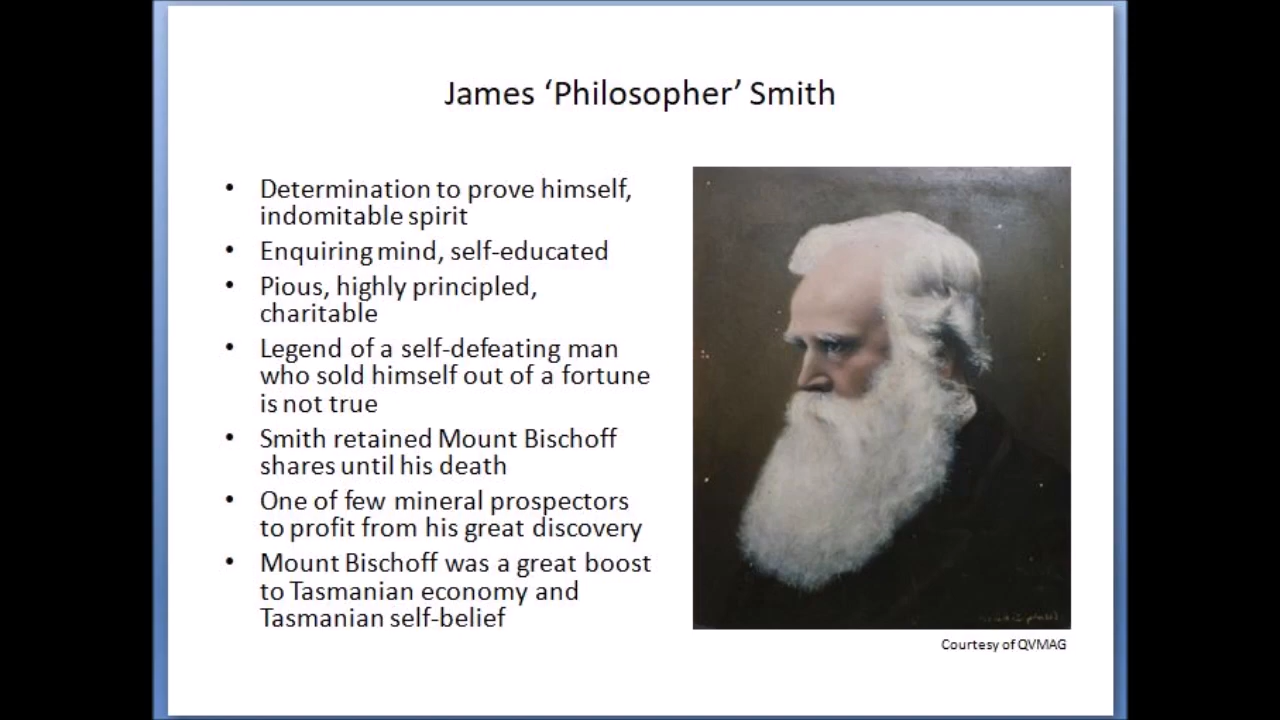 James ‘Philosopher’ Smith
• Determination to prove himself,
indomitable spirit
• Enquiring mind, self-educated
• Pious, highly principled,
charitable
• Legend of a self-defeating man
who sold himself out of a fortune
is not true
• Smith retained Mount Bischoff
shares until his death
• One of few mineral prospectors
to profit from his great discovery
• Mount Bischoff was a great boost
to Tasmanian economy and
Tasmanian self-belief
Courtesy of QVMAG